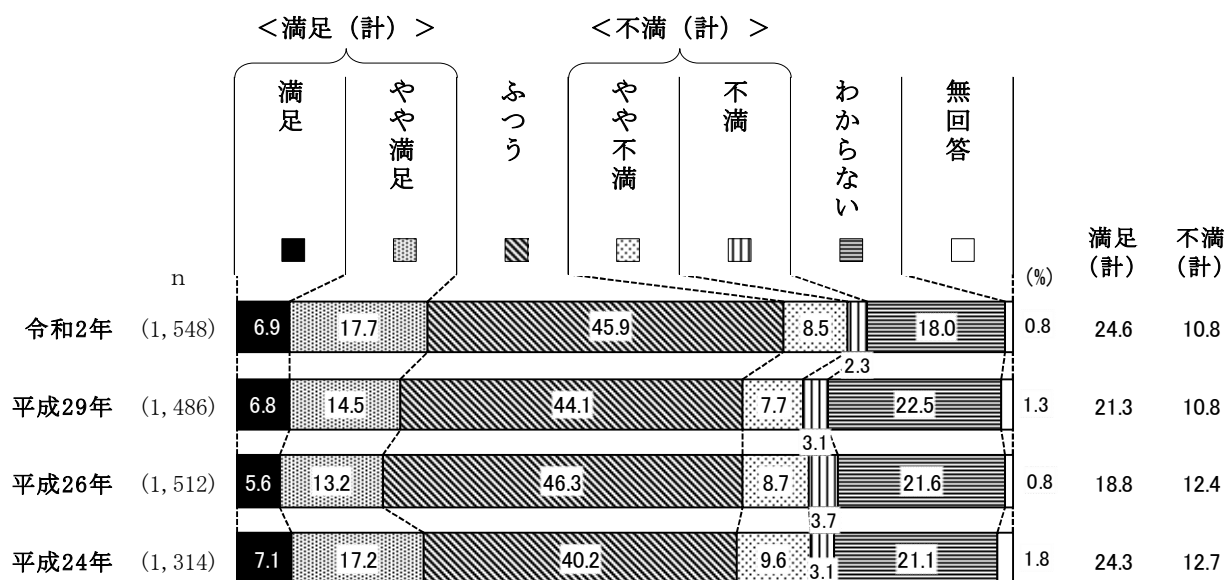 ＜満足（計）＞ ＜不満（計）＞
満足 やや満足 ふつう やや不満 不満 わからない 無回答
満足 不満
n (%) （計） （計）
令和2年 (1,548) 6.9 17.7 45.9 8.5 18.0 0.8 24.6 10.8
2.3
平成29年 (1,486) 6.8 14.5 44.1 7.7 22.5 1.3 21.3 10.8
3.1
平成26年 (1,512) 5.6 13.2 46.3 8.7 21.6 0.8 18.8 12.4
3.7
平成24年 (1,314) 7.1 17.2 40.2 9.6 21.1 1.8 24.3 12.7
3.1